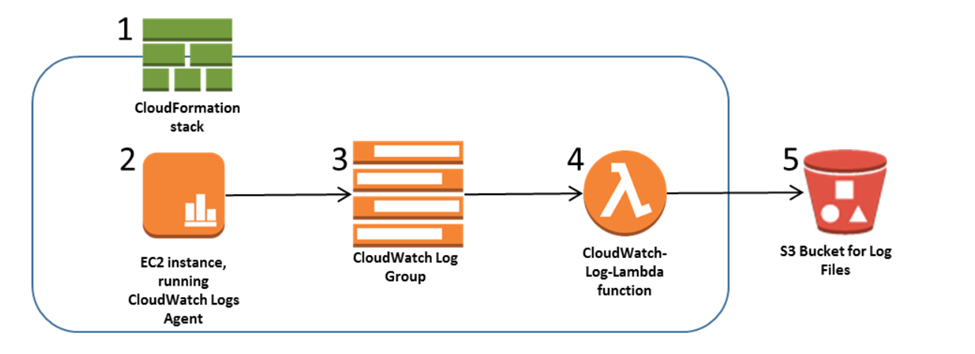 1
CloudFormation
stack
2
EC2 instance,
running
CloudWatch Logs
Agent
3
CloudWatch Log
Group
4
CloudWatch-
Log-Lambda
function
5
S3 Bucket for Log
Files